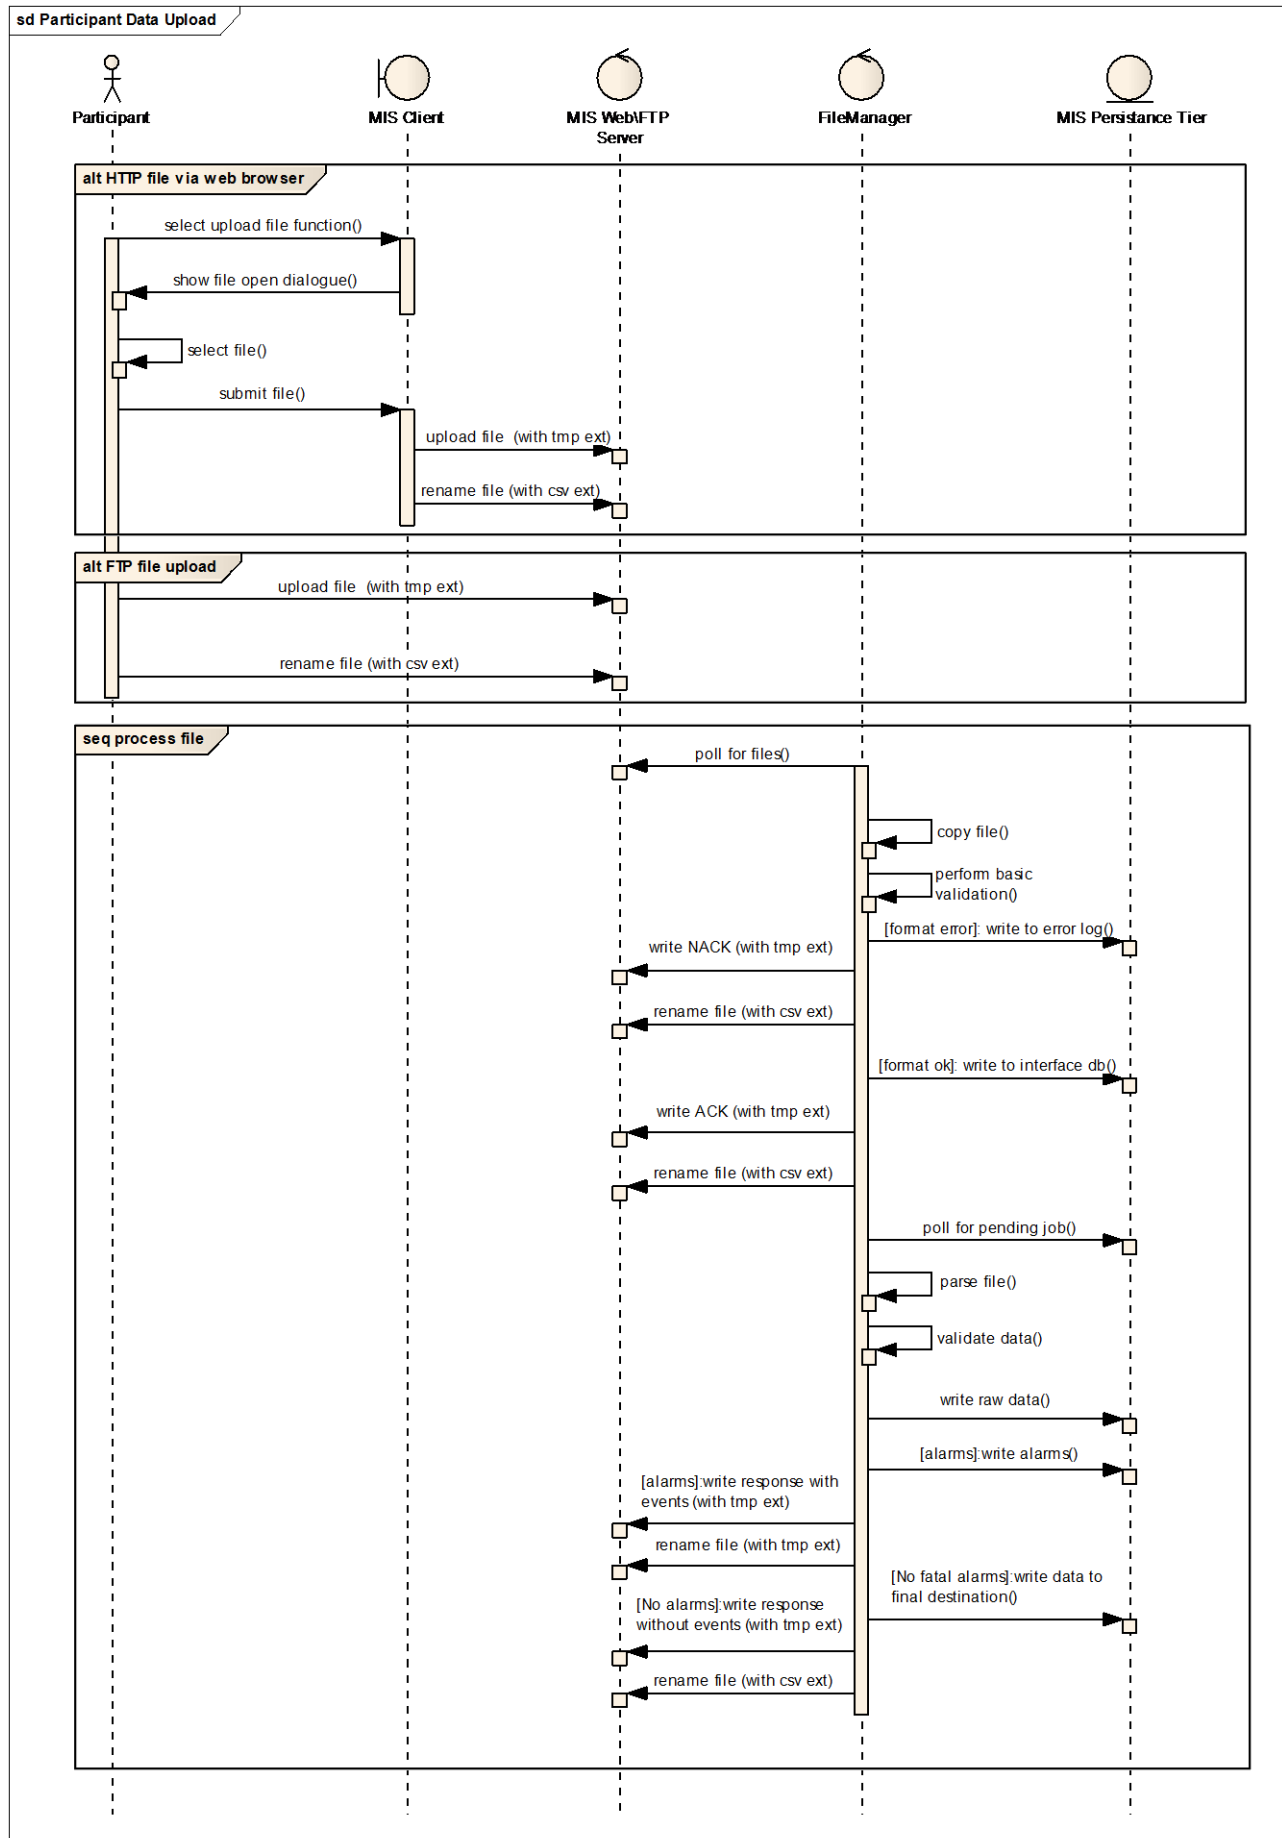 sd Participant Data Upload
Participant
MIS Client
MIS Web\FTP
Server
FileManager
MIS Persistance Tier
alt HTTP file via web browser
select upload file function()
show file open dialogue()
select file()
submit file()
upload file  (with tmp ext)
rename file (with csv ext)
alt FTP file upload
upload file  (with tmp ext)
rename file (with csv ext)
seq process file
poll for files()
copy file()
perform basic
validation()
[format error]: write to error log()
write NACK (with tmp ext)
rename file (with csv ext)
[format ok]: write to interface db()
write ACK (with tmp ext)
rename file (with csv ext)
poll for pending job()
parse file()
validate data()
write raw data()
[alarms]:write alarms()
[alarms]:write response with
events (with tmp ext)
rename file (with tmp ext)
[No fatal alarms]:write data to
final destination()
[No alarms]:write response
without events (with tmp ext)
rename file (with csv ext)